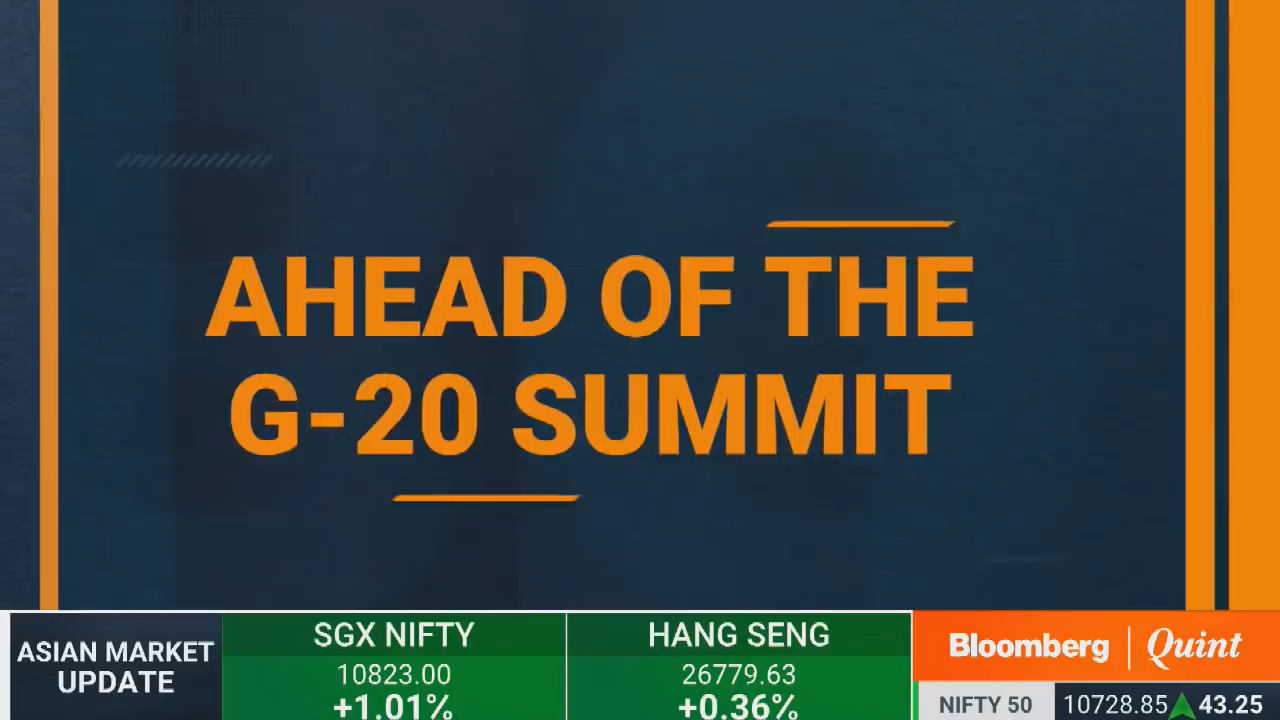 AHEAD OF THE
G-20 SUMMIT
ASIAN MARKET
UPDATE
SGX NIFTY
10823.00
+1.01%
HANG SENG
26779.63
+0.36%
Bloomberg | Quint
NIFTY 50 10728.85 ▲ 43.25